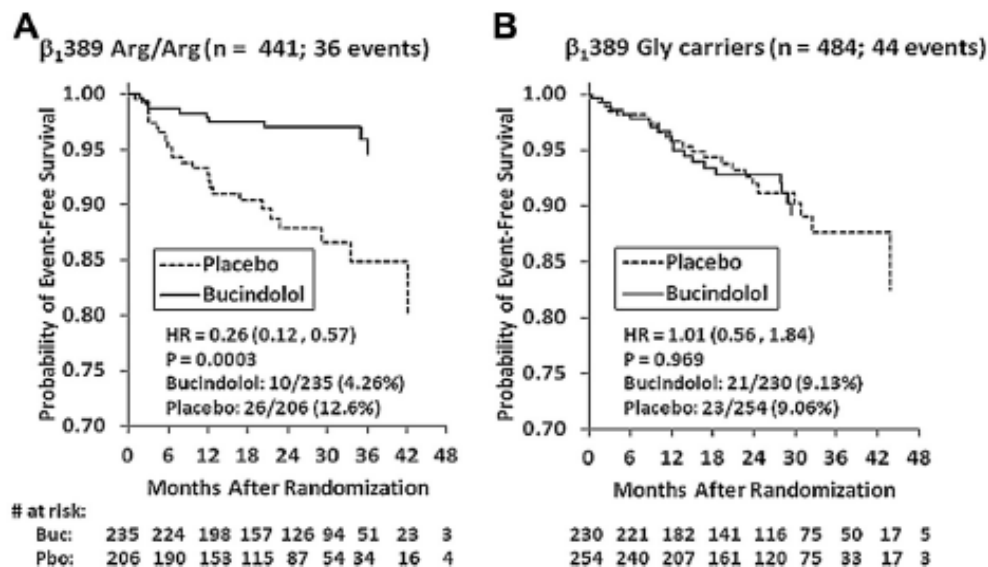 A
β₁389 Arg/Arg (n = 441; 36 events)
Probability of Event-Free Survival
1.00
0.95
0.90
0.85
0.80
0.75
0.70
Placebo
Bucindolol
HR = 0.26 (0.12 , 0.57)
P = 0.0003
Bucindolol: 10/235 (4.26%)
Placebo: 26/206 (12.6%)
0 6 12 18 24 30 36 42 48
Months After Randomization
# at risk:
Buc: 235 224 198 157 126 94 51 23 3
Pbo: 206 190 153 115 87 54 34 16 4
B
β₁389 Gly carriers (n = 484; 44 events)
Probability of Event-Free Survival
1.00
0.95
0.90
0.85
0.80
0.75
0.70
Placebo
Bucindolol
HR = 1.01 (0.56 , 1.84)
P = 0.969
Bucindolol: 21/230 (9.13%)
Placebo: 23/254 (9.06%)
0 6 12 18 24 30 36 42 48
Months After Randomization
230 221 182 141 116 75 50 17 5
254 240 207 161 120 75 33 17 3